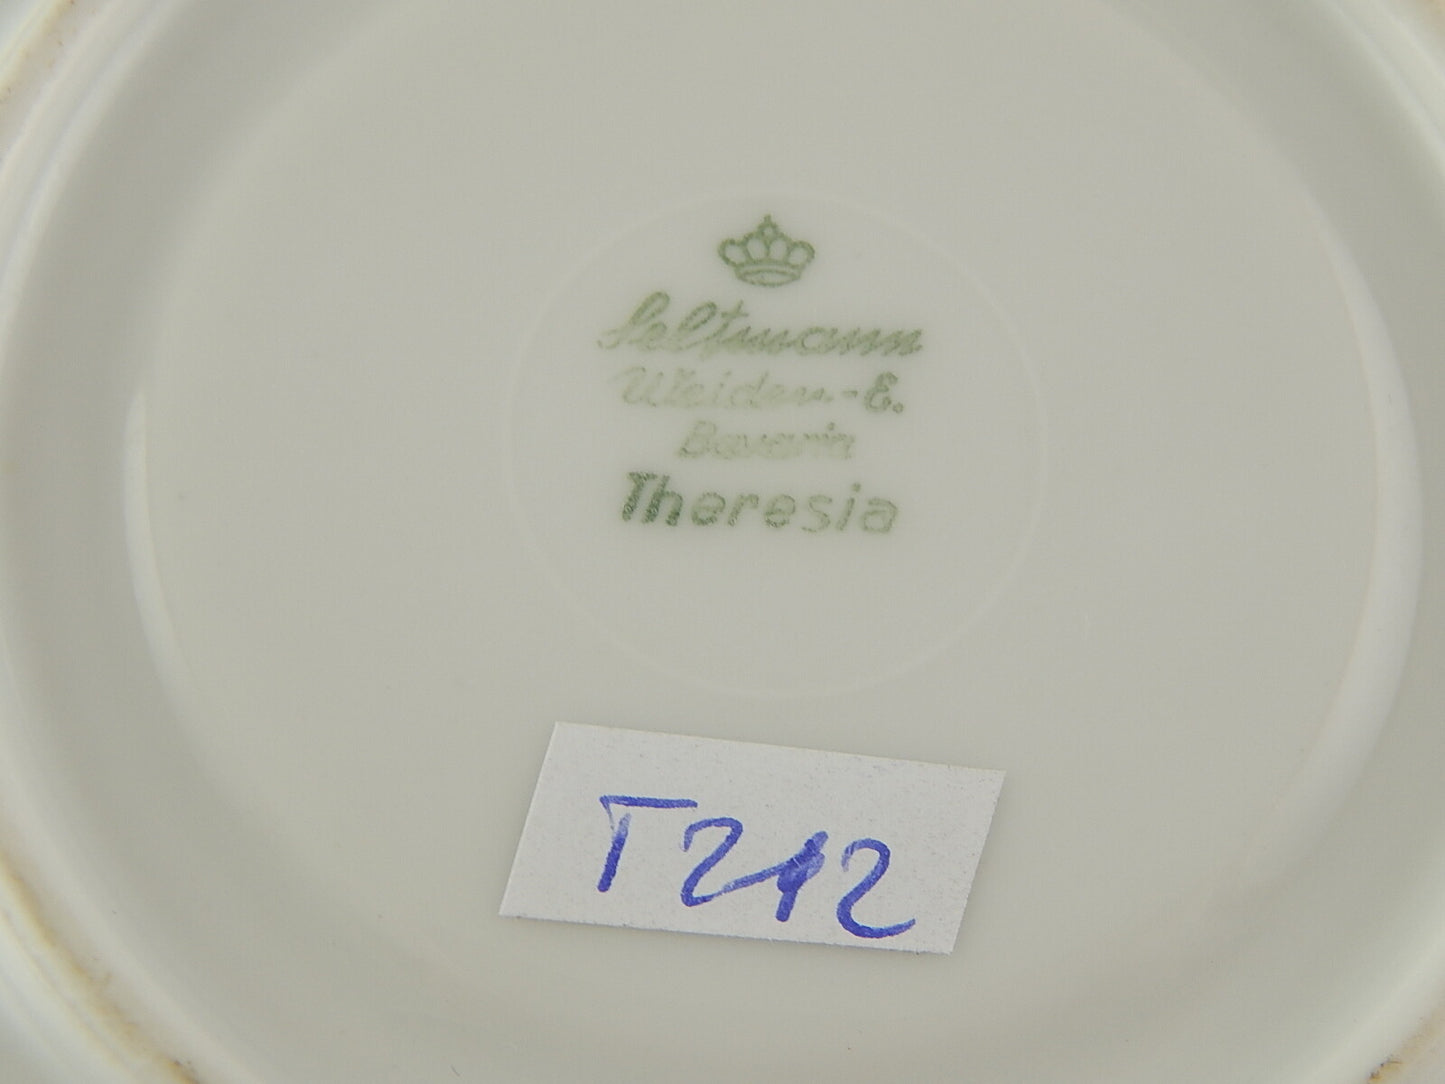 Seltmann
Weiden-E.
Bavaria
Theresia
T212